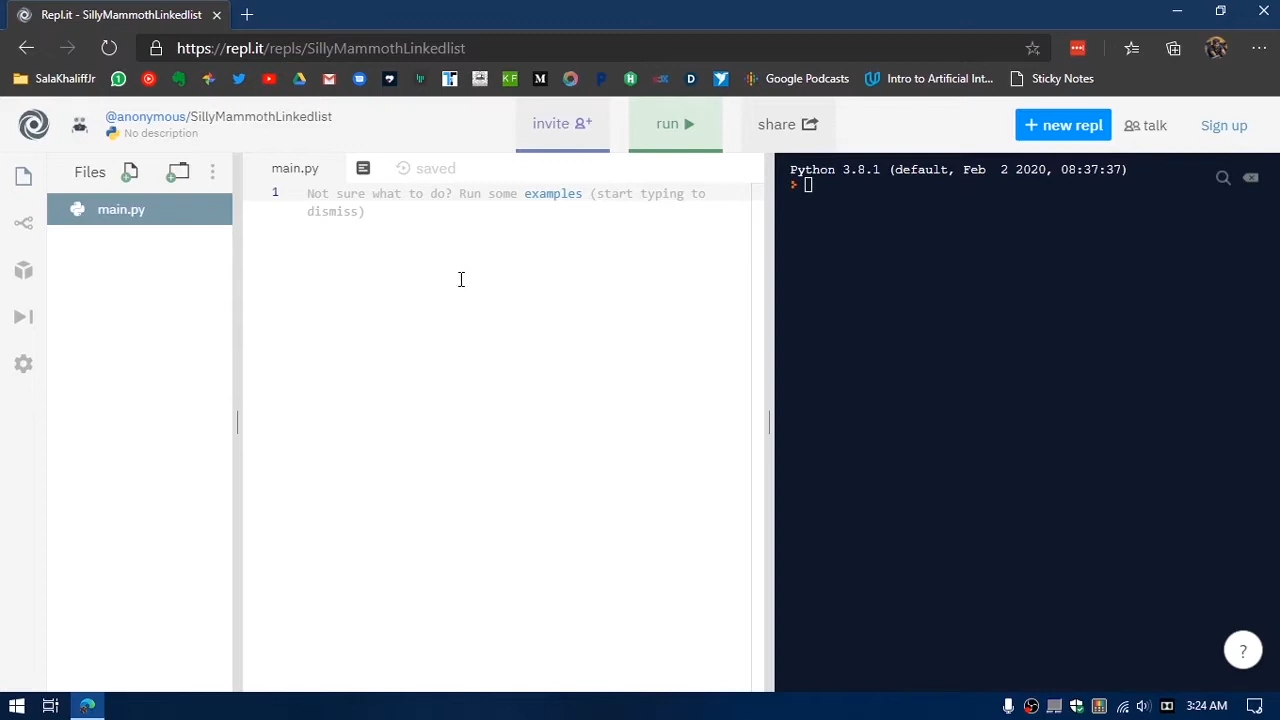 Repl.it - SillyMammothLinkedlist
https://repl.it/repls/SillyMammothLinkedlist
SalaKhalifJr
KF
M
Google Podcasts
Intro to Artificial Int...
Sticky Notes
@anonymous/SillyMammothLinkedlist
No description
invite
run
share
+ new repl
talk
Sign up
Files
main.py
saved
main.py
1 Not sure what to do? Run some examples (start typing to
dismiss)
Python 3.8.1 (default, Feb 2 2020, 08:37:37)
>
?
3:24 AM